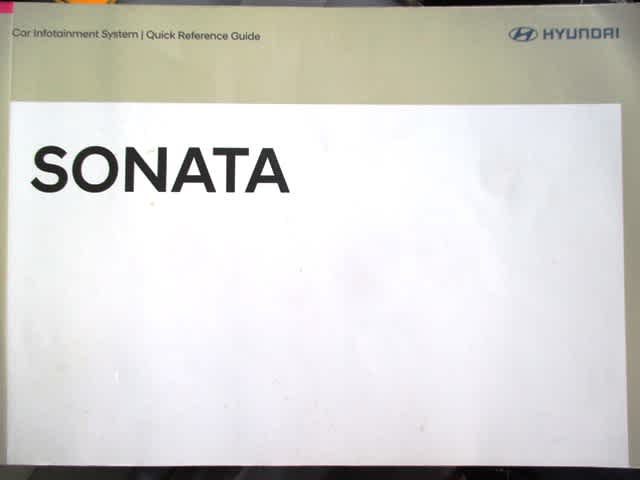 Car Infotainment System | Quick Reference Guide
HYUNDAI
SONATA